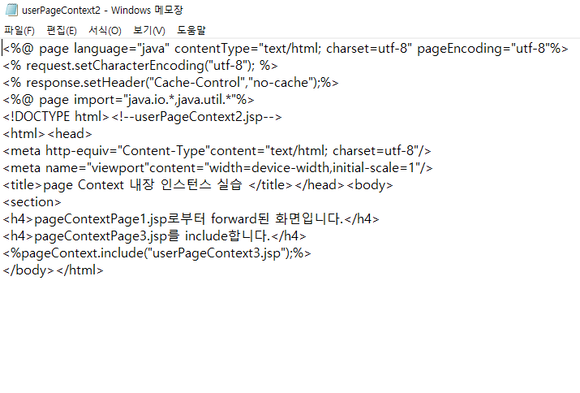 userPageContext2 - Windows 메모장
파일(F) 편집(E) 서식(O) 보기(V) 도움말
<%@ page language="java" contentType="text/html; charset=utf-8" pageEncoding="utf-8"%>
<% request.setCharacterEncoding("utf-8"); %>
<% response.setHeader("Cache-Control","no-cache");%>
<%@ page import="java.io.*,java.util.*"%>
<!DOCTYPE html><!--userPageContext2.jsp-->
<html><head>
<meta http-equiv="Content-Type"content="text/html; charset=utf-8"/>
<meta name="viewport"content="width=device-width,initial-scale=1"/>
<title>page Context 내장 인스턴스 실습 </title></head><body>
<section>
<h4>pageContextPage1.jsp로부터 forward된 화면입니다.</h4>
<h4>pageContextPage3.jsp를 include합니다.</h4>
<%pageContext.include("userPageContext3.jsp");%>
</body></html>